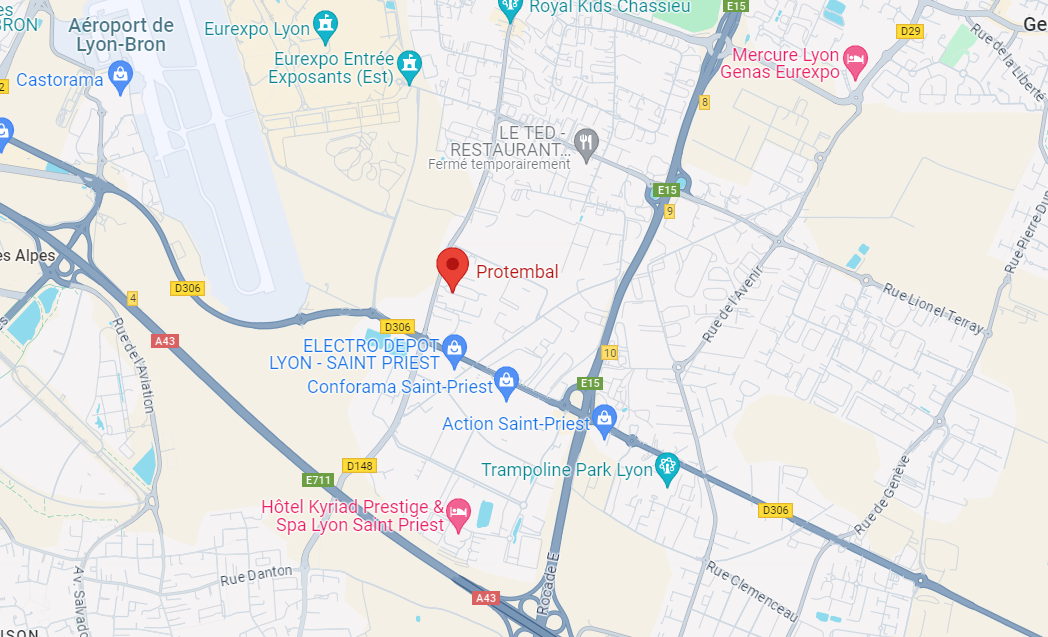 Royal Kids Chassieu
E15
Ge
es
BRON
Aéroport de
Lyon-Bron
Eurexpo Lyon
D29
Rue de la Liberté
Eurexpo Entrée
Exposants (Est)
Mercure Lyon
Genas Eurexpo
Castorama
2
8
LE TED -
RESTAURANT...
Fermé temporairement
E15
9
Rue Pierre-Dup
es Alpes
Protembal
D306
4
Rue Lionel Terray
Rue de l'Avenir
D306
A43
Rue de l'Aviation
ELECTRO DEPOT
LYON - SAINT PRIEST
10
Conforama Saint-Priest
E15
Action Saint-Priest
D148
Trampoline Park Lyon
E711
Rue de Genève
Hôtel Kyriad Prestige &
Spa Lyon Saint Priest
D306
Rue Danton
Av. Salvado
Rocade E
Rue Clemenceau
A43
ISON